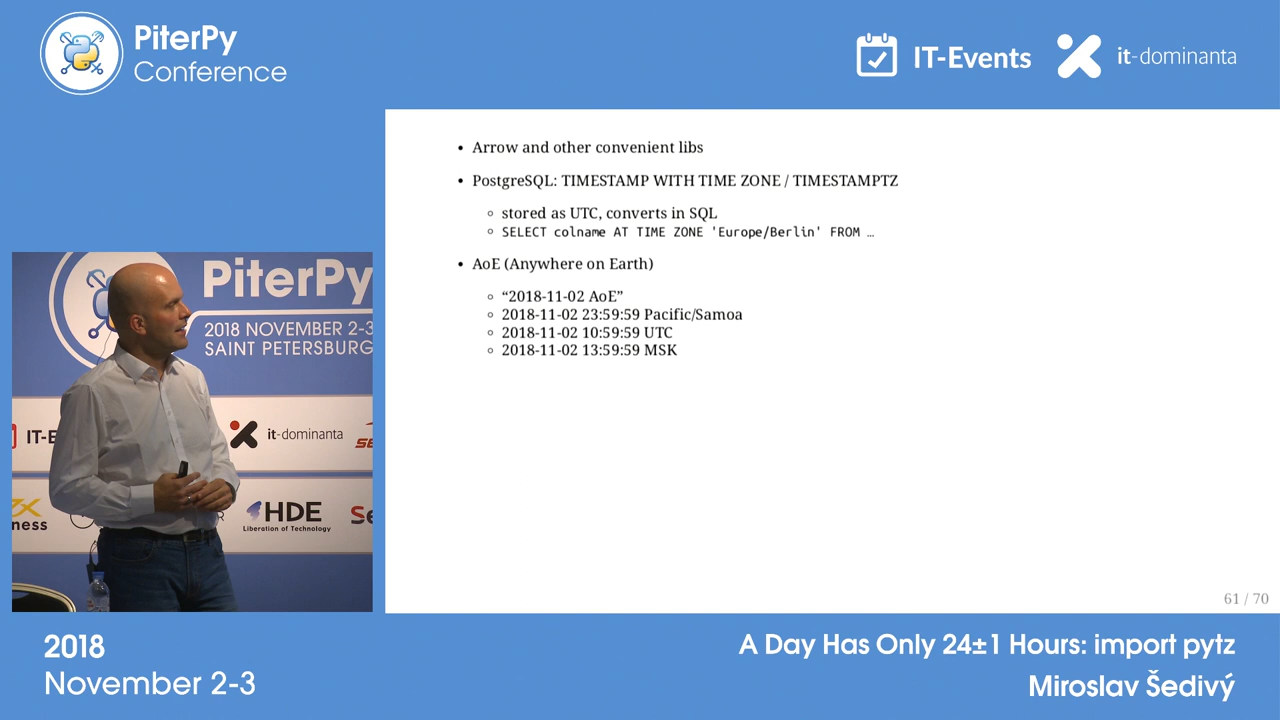 PiterPy
Conference
IT-Events
it-dominanta
• Arrow and other convenient libs
• PostgreSQL: TIMESTAMP WITH TIME ZONE / TIMESTAMPTZ
◦ stored as UTC, converts in SQL
◦ SELECT colname AT TIME ZONE 'Europe/Berlin' FROM …
• AoE (Anywhere on Earth)
◦ “2018-11-02 AoE”
◦ 2018-11-02 23:59:59 Pacific/Samoa
◦ 2018-11-02 10:59:59 UTC
◦ 2018-11-02 13:59:59 MSK
61 / 70
PiterPy
2018 NOVEMBER 2-3
SAINT PETERSBURG
IT-E
it-dominanta
HDE
Liberation of Technology
2018
November 2-3
A Day Has Only 24±1 Hours: import pytz
Miroslav Šedivý